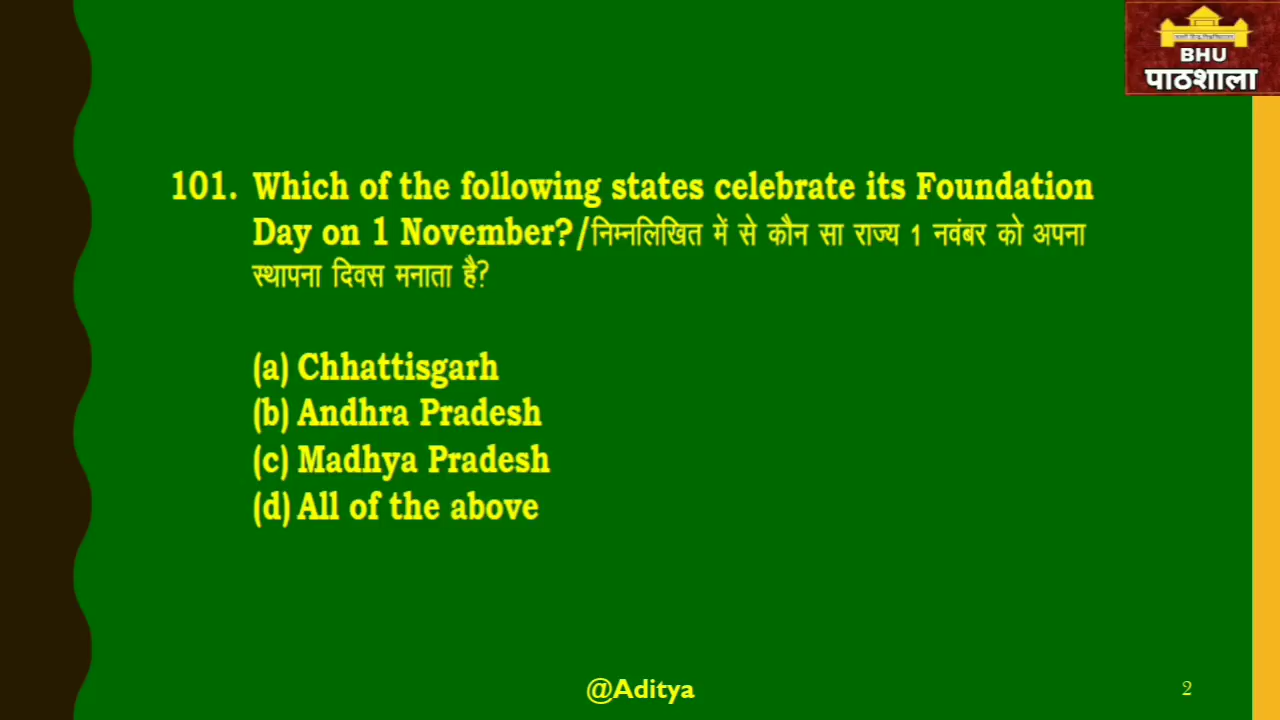 BHU
पाठशाला
101. Which of the following states celebrate its Foundation
Day on 1 November?/निम्नलिखित में से कौन सा राज्य 1 नवंबर को अपना
स्थापना दिवस मनाता है?
(a) Chhattisgarh
(b) Andhra Pradesh
(c) Madhya Pradesh
(d) All of the above
@Aditya
2